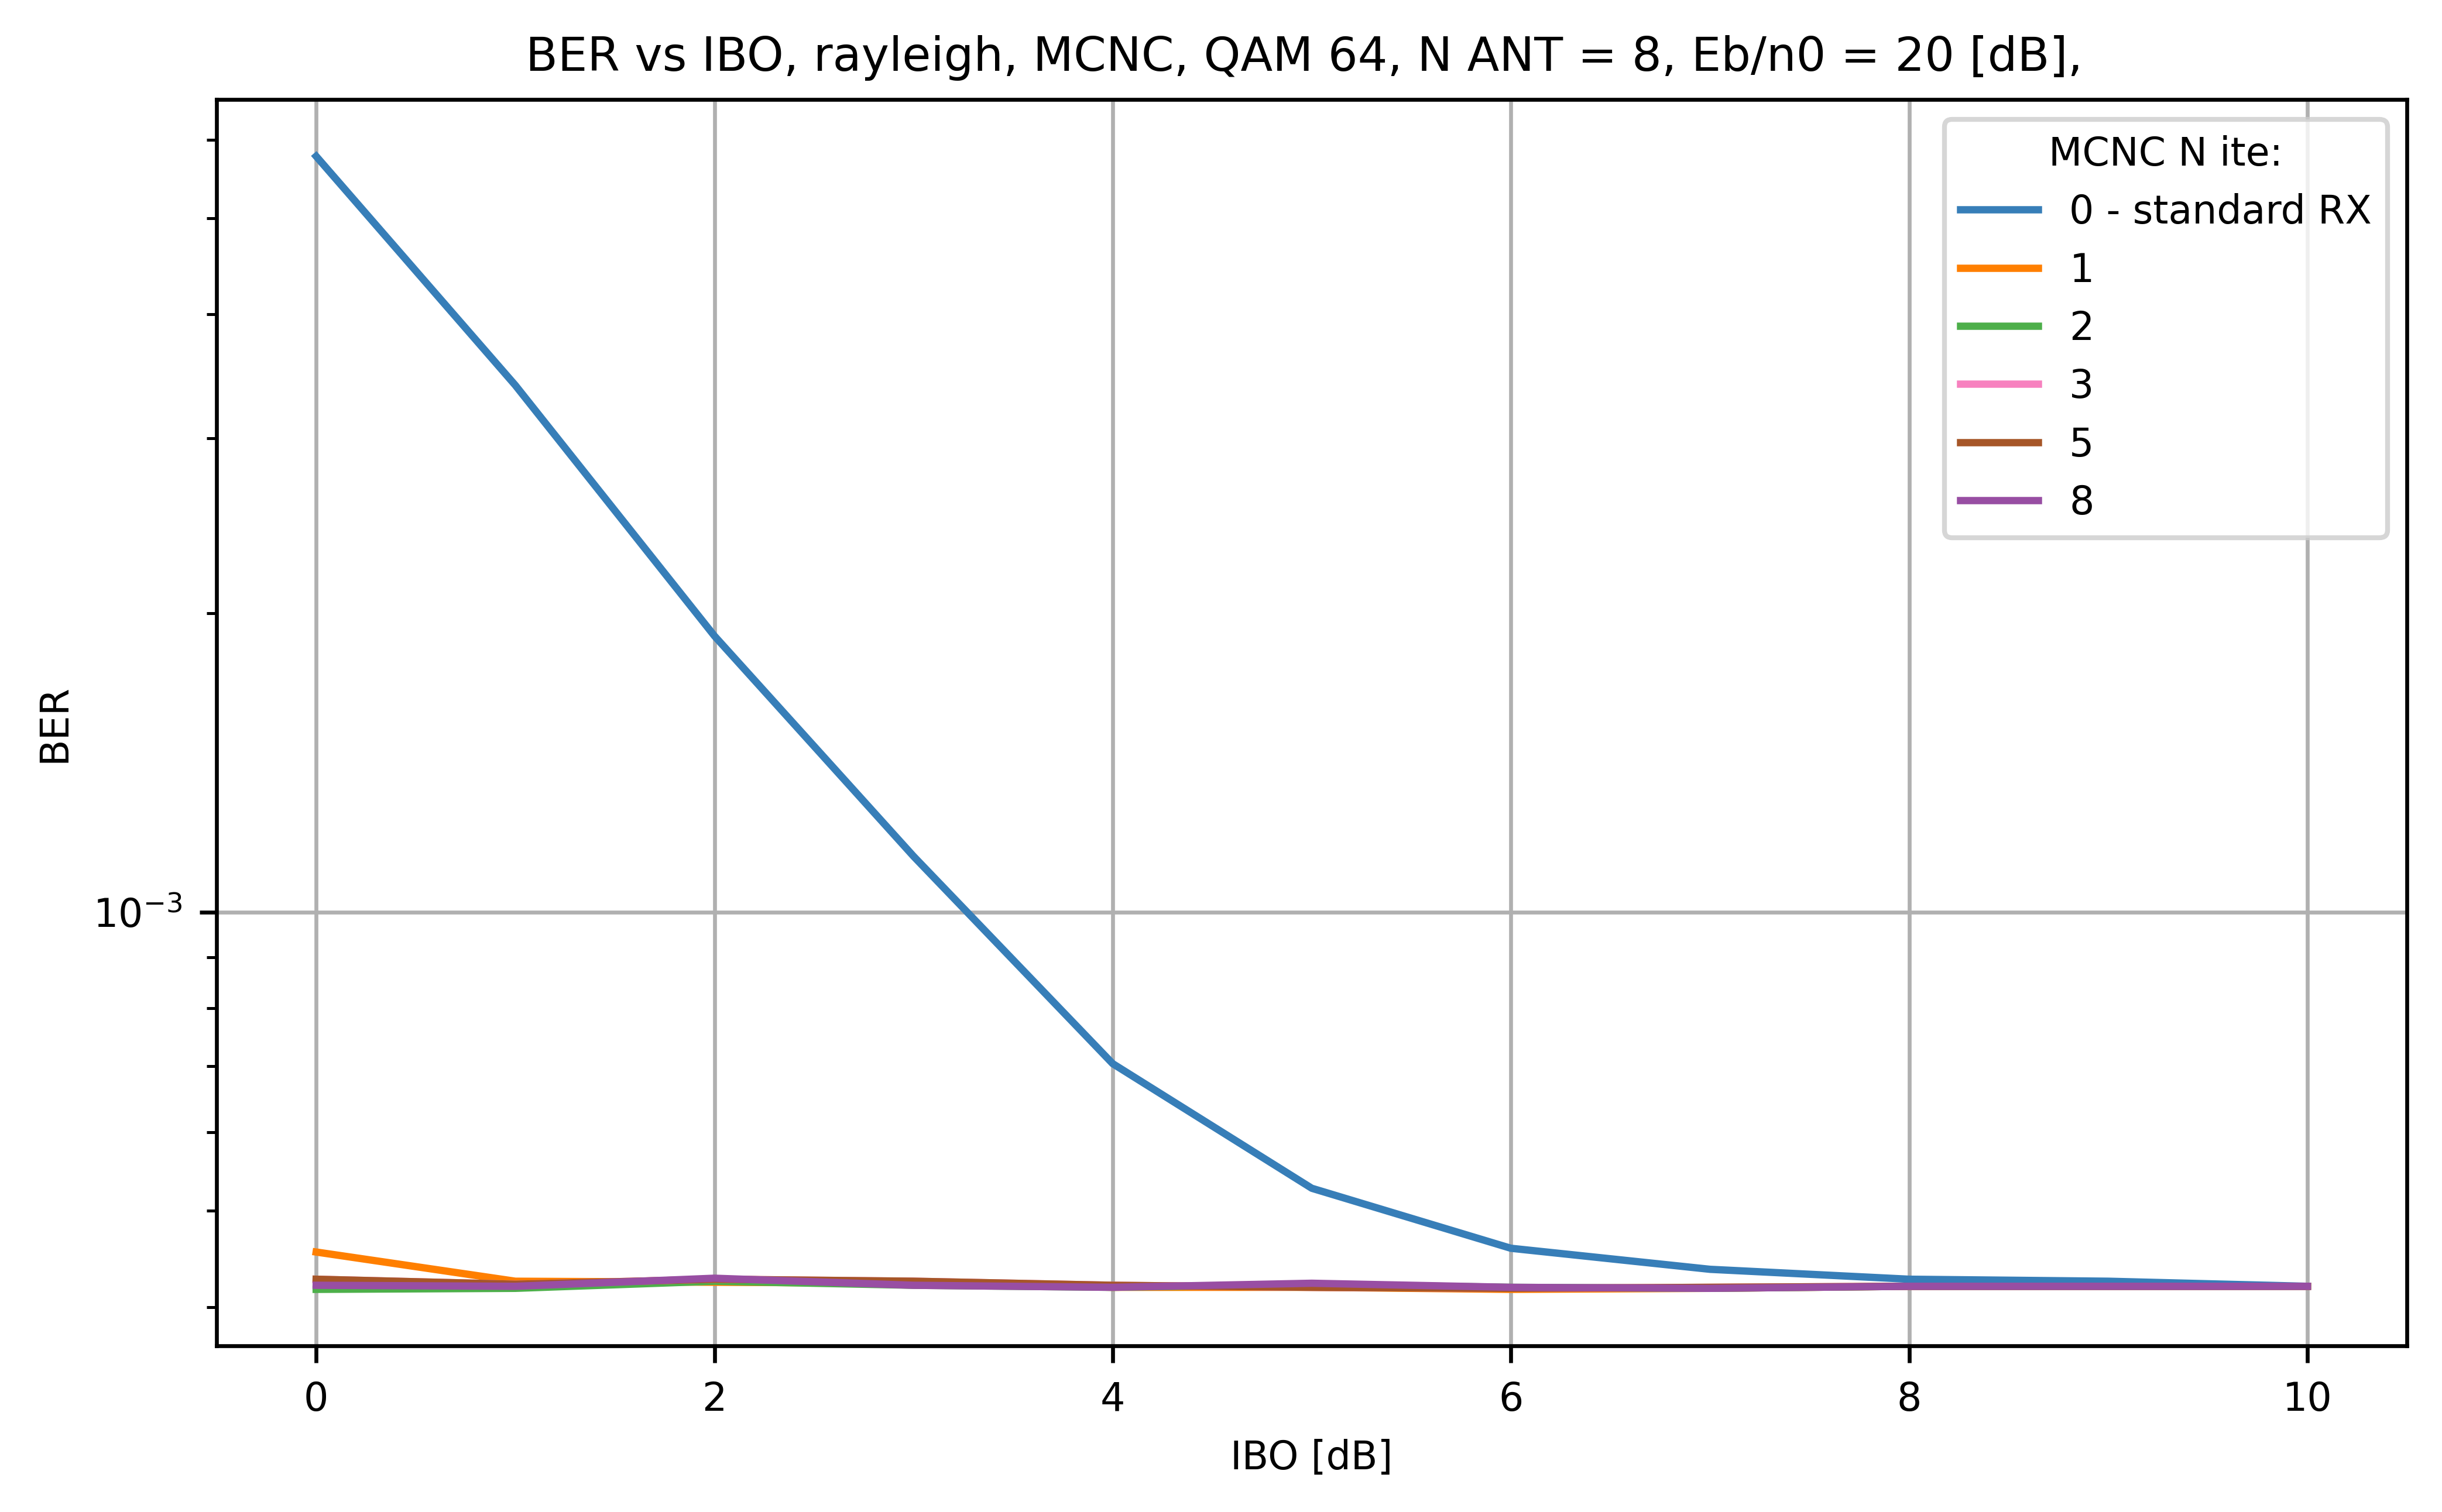 BER vs IBO, rayleigh, MCNC, QAM 64, N ANT = 8, Eb/n0 = 20 [dB],
MCNC N ite:
0 - standard RX
1
2
3
5
8
BER
10⁻³
0 2 4 6 8 10
IBO [dB]